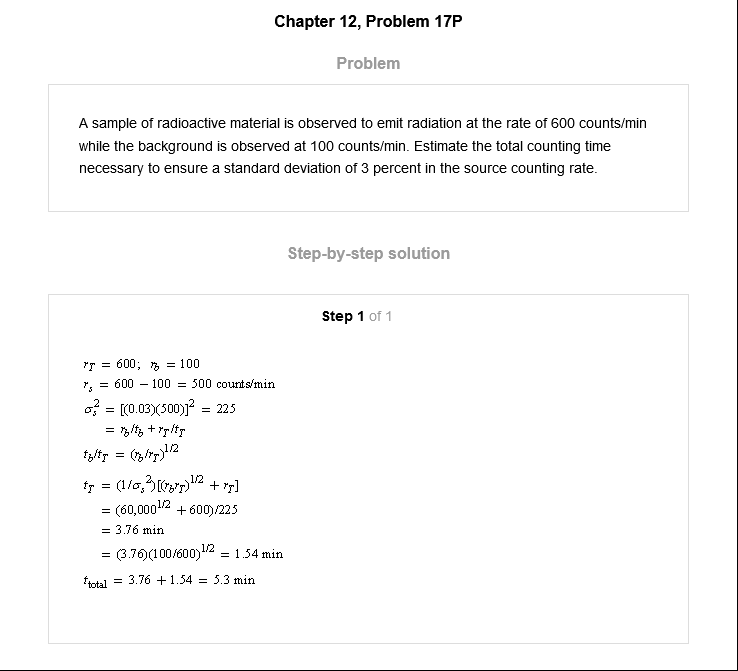 Chapter 12, Problem 17P
Problem
A sample of radioactive material is observed to emit radiation at the rate of 600 counts/min
while the background is observed at 100 counts/min. Estimate the total counting time
necessary to ensure a standard deviation of 3 percent in the source counting rate.
Step-by-step solution
Step 1 of 1
r_T = 600; r_b = 100
r_s = 600 − 100 = 500 counts/min
σ_s^2 = [(0.03)(500)]^2 = 225
= r_b/t_b + r_T/t_T
t_b/t_T = (r_b/r_T)^1/2
t_T = (1/σ_s^2)[(r_b r_T)^1/2 + r_T]
= (60,000^1/2 + 600)/225
= 3.76 min
= (3.76)(100/600)^1/2 = 1.54 min
t_total = 3.76 + 1.54 = 5.3 min